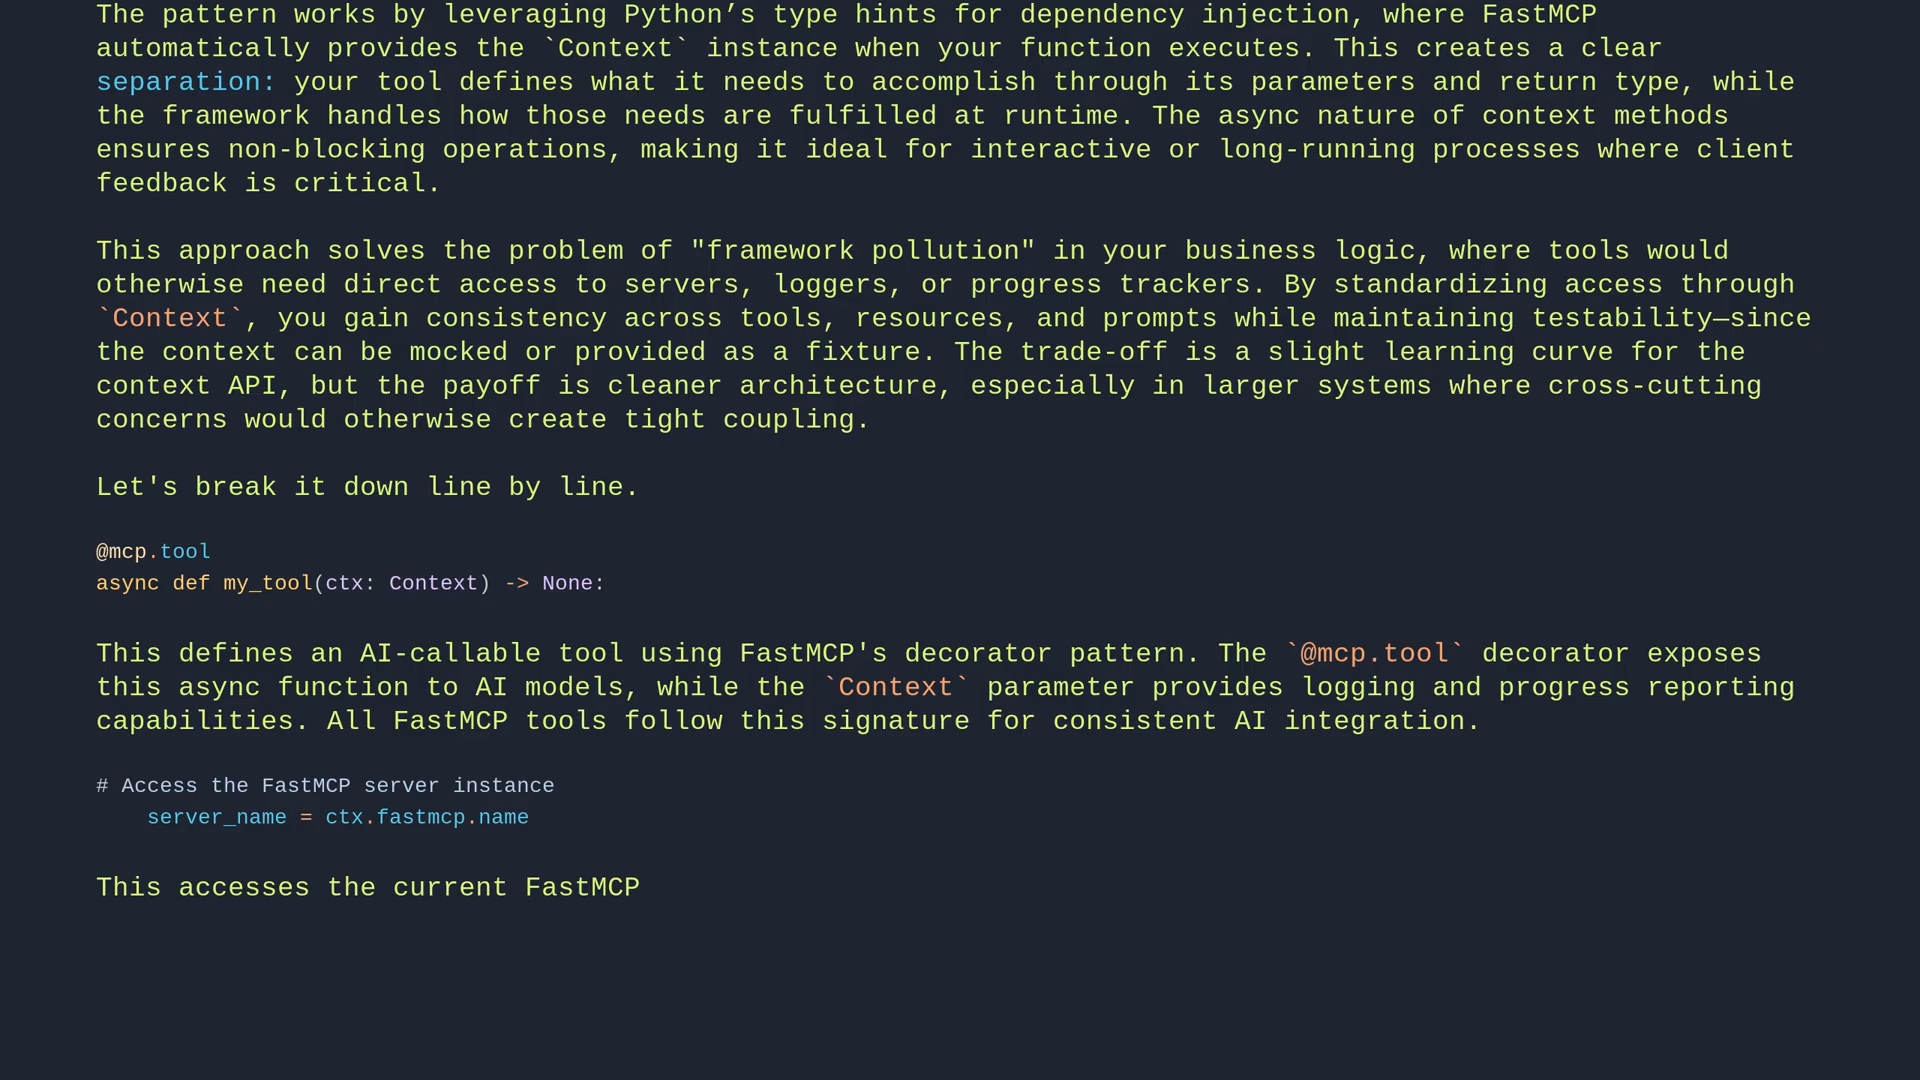 The pattern works by leveraging Python’s type hints for dependency injection, where FastMCP
automatically provides the `Context` instance when your function executes. This creates a clear
separation: your tool defines what it needs to accomplish through its parameters and return type, while
the framework handles how those needs are fulfilled at runtime. The async nature of context methods
ensures non-blocking operations, making it ideal for interactive or long-running processes where client
feedback is critical.
This approach solves the problem of "framework pollution" in your business logic, where tools would
otherwise need direct access to servers, loggers, or progress trackers. By standardizing access through
`Context`, you gain consistency across tools, resources, and prompts while maintaining testability—since
the context can be mocked or provided as a fixture. The trade-off is a slight learning curve for the
context API, but the payoff is cleaner architecture, especially in larger systems where cross-cutting
concerns would otherwise create tight coupling.
Let's break it down line by line.
@mcp.tool
async def my_tool(ctx: Context) -> None:
This defines an AI-callable tool using FastMCP's decorator pattern. The `@mcp.tool` decorator exposes
this async function to AI models, while the `Context` parameter provides logging and progress reporting
capabilities. All FastMCP tools follow this signature for consistent AI integration.
# Access the FastMCP server instance
    server_name = ctx.fastmcp.name
This accesses the current FastMCP